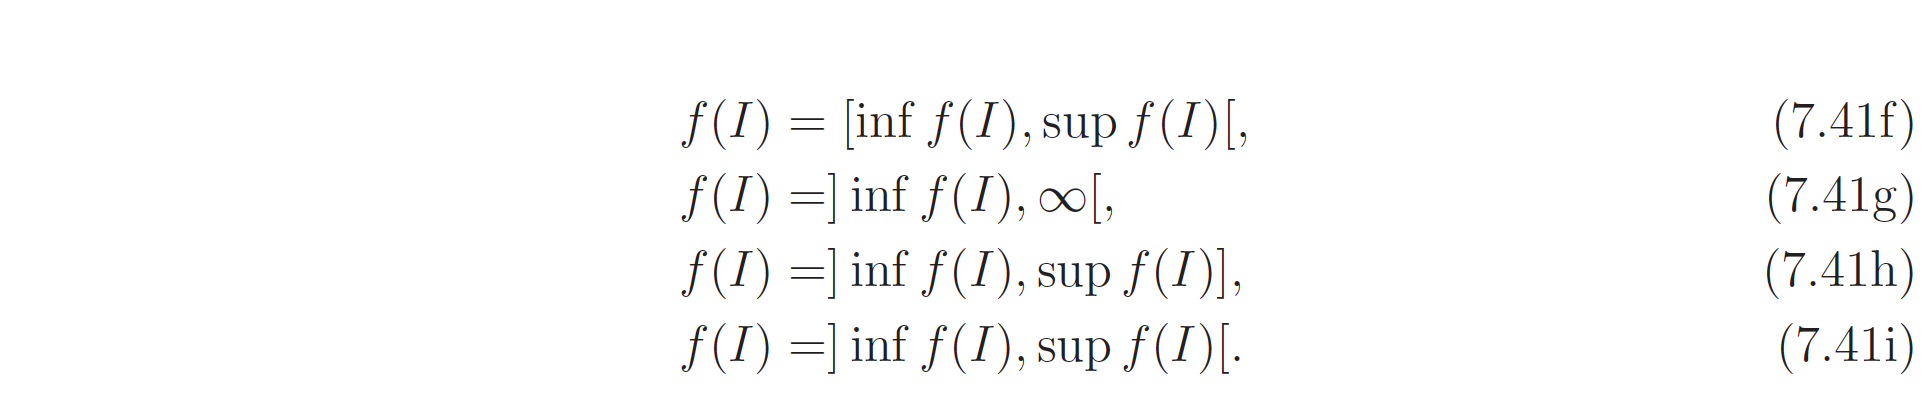 f(I) = [inf f(I), sup f(I)[, (7.41f)
f(I) =] inf f(I), ∞[, (7.41g)
f(I) =] inf f(I), sup f(I)], (7.41h)
f(I) =] inf f(I), sup f(I)[. (7.41i)